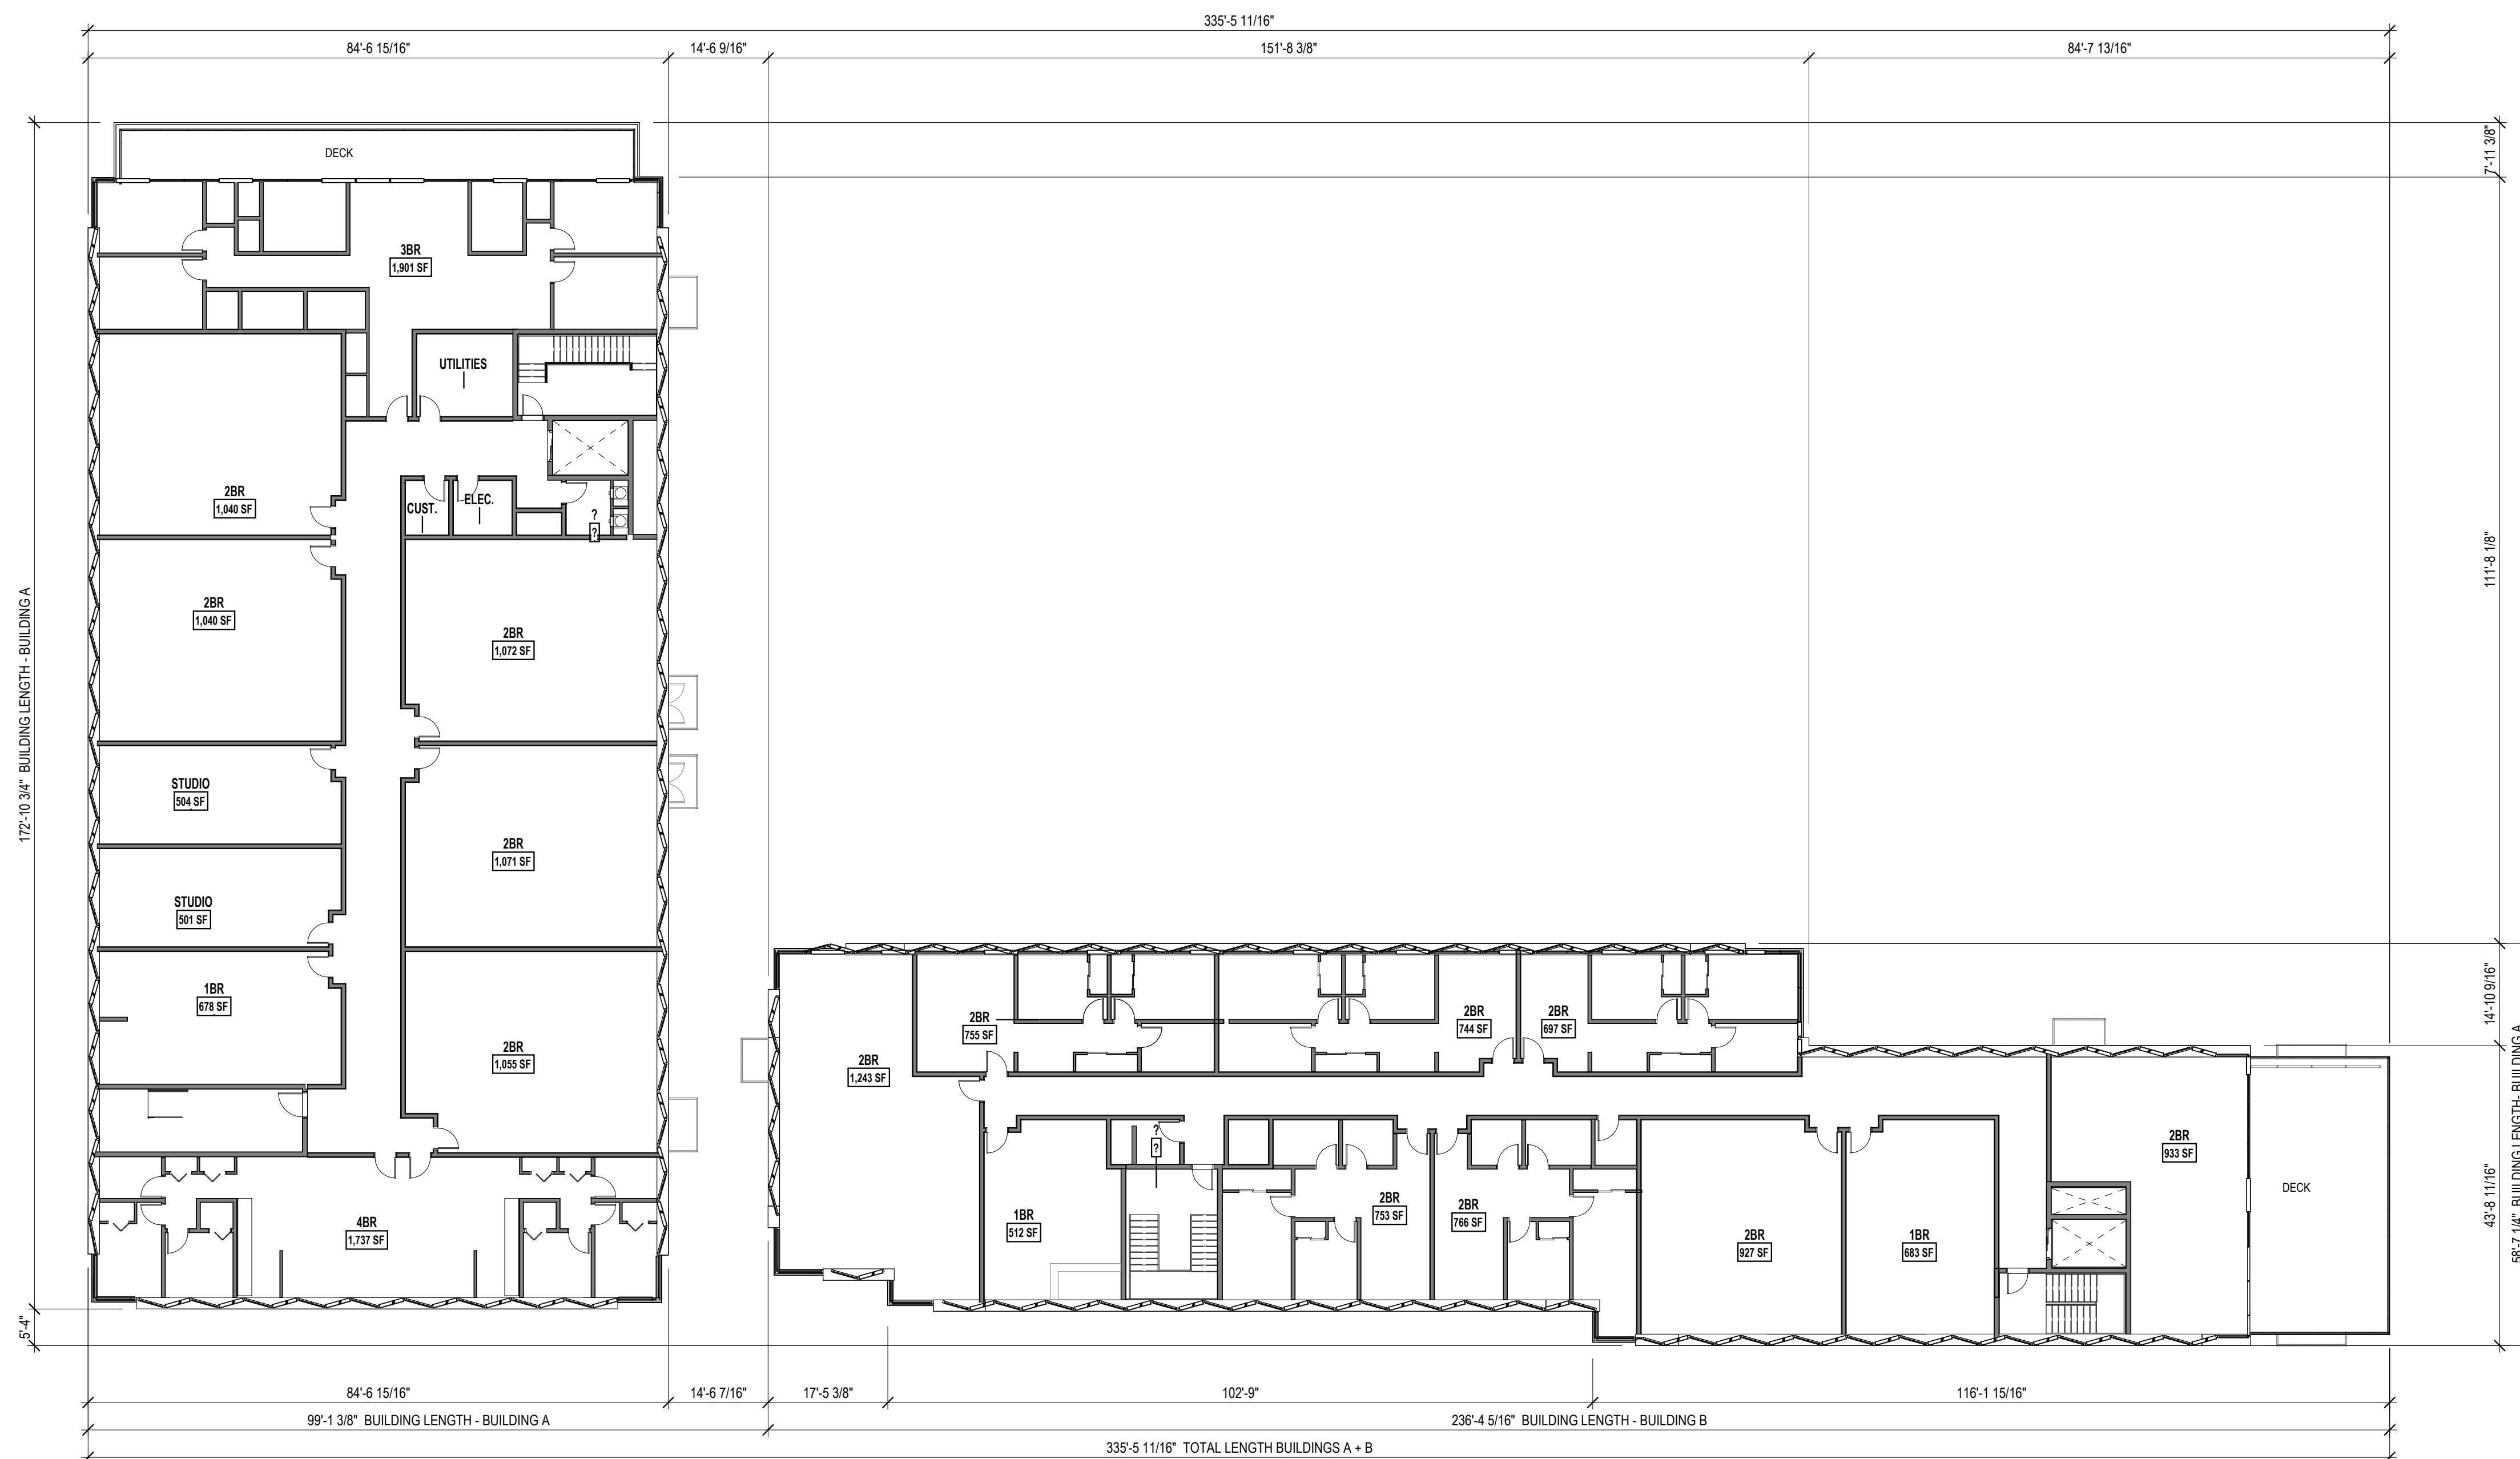 335'-5 11/16"
84'-6 15/16"
14'-6 9/16"
151'-8 3/8"
84'-7 13/16"
7'-11 3/8"
DECK
3BR
1,901 SF
UTILITIES
2BR
1,040 SF
CUST.
ELEC.
?
?
111'-8 1/8"
2BR
1,040 SF
2BR
1,072 SF
172'-10 3/4" BUILDING LENGTH - BUILDING A
STUDIO
504 SF
2BR
1,071 SF
STUDIO
501 SF
1BR
678 SF
2BR
1,055 SF
4BR
1,737 SF
5'-4"
14'-10 9/16"
2BR
755 SF
2BR
744 SF
2BR
697 SF
2BR
1,243 SF
?
?
1BR
512 SF
2BR
753 SF
2BR
766 SF
2BR
927 SF
1BR
683 SF
2BR
933 SF
DECK
43'-8 11/16"
58'-7 1/4" BUILDING LENGTH- BUILDING A
84'-6 15/16"
14'-6 7/16"
17'-5 3/8"
102'-9"
116'-1 15/16"
99'-1 3/8" BUILDING LENGTH - BUILDING A
236'-4 5/16" BUILDING LENGTH - BUILDING B
335'-5 11/16" TOTAL LENGTH BUILDINGS A + B